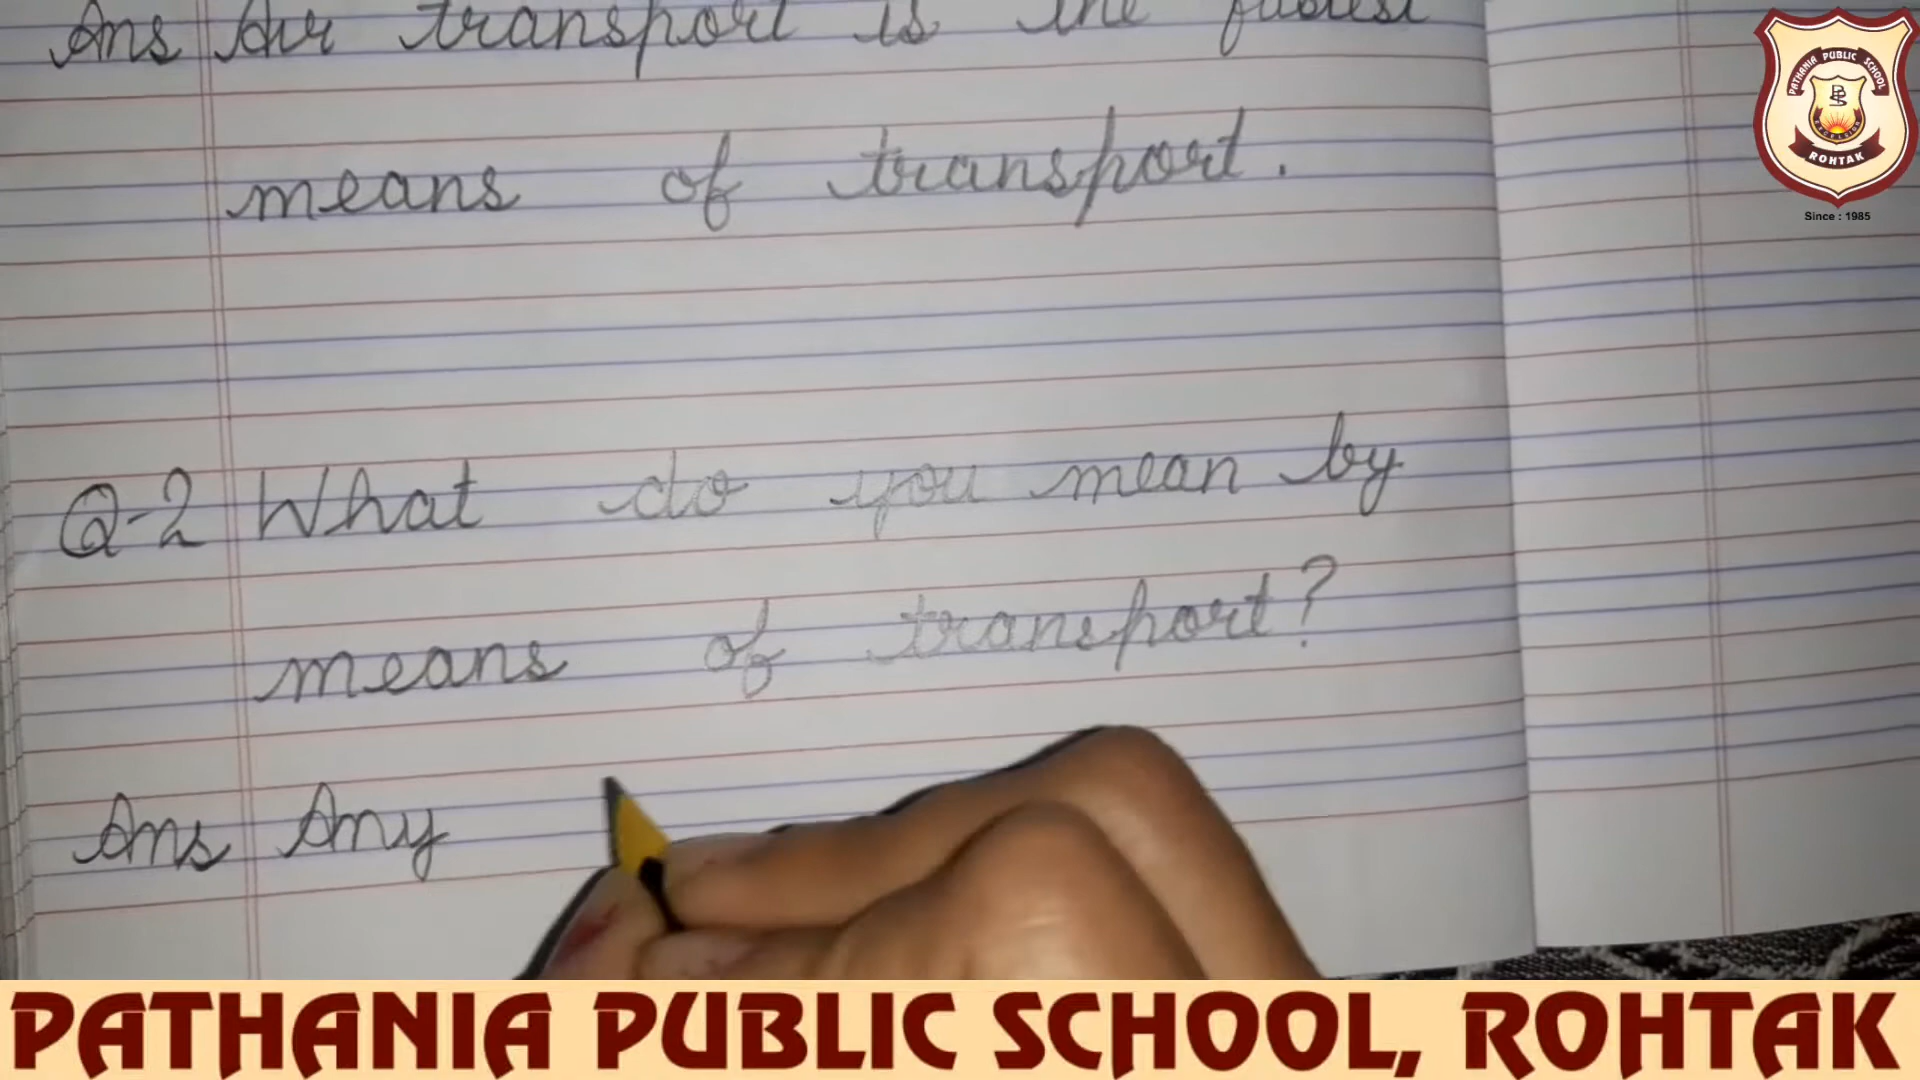 Ans Air transport is the fastest
means of transport.
Q-2 What do you mean by
means of transport?
Ans Any
PATHANIA PUBLIC SCHOOL
ROHTAK
Since : 1985
PATHANIA PUBLIC SCHOOL, ROHTAK